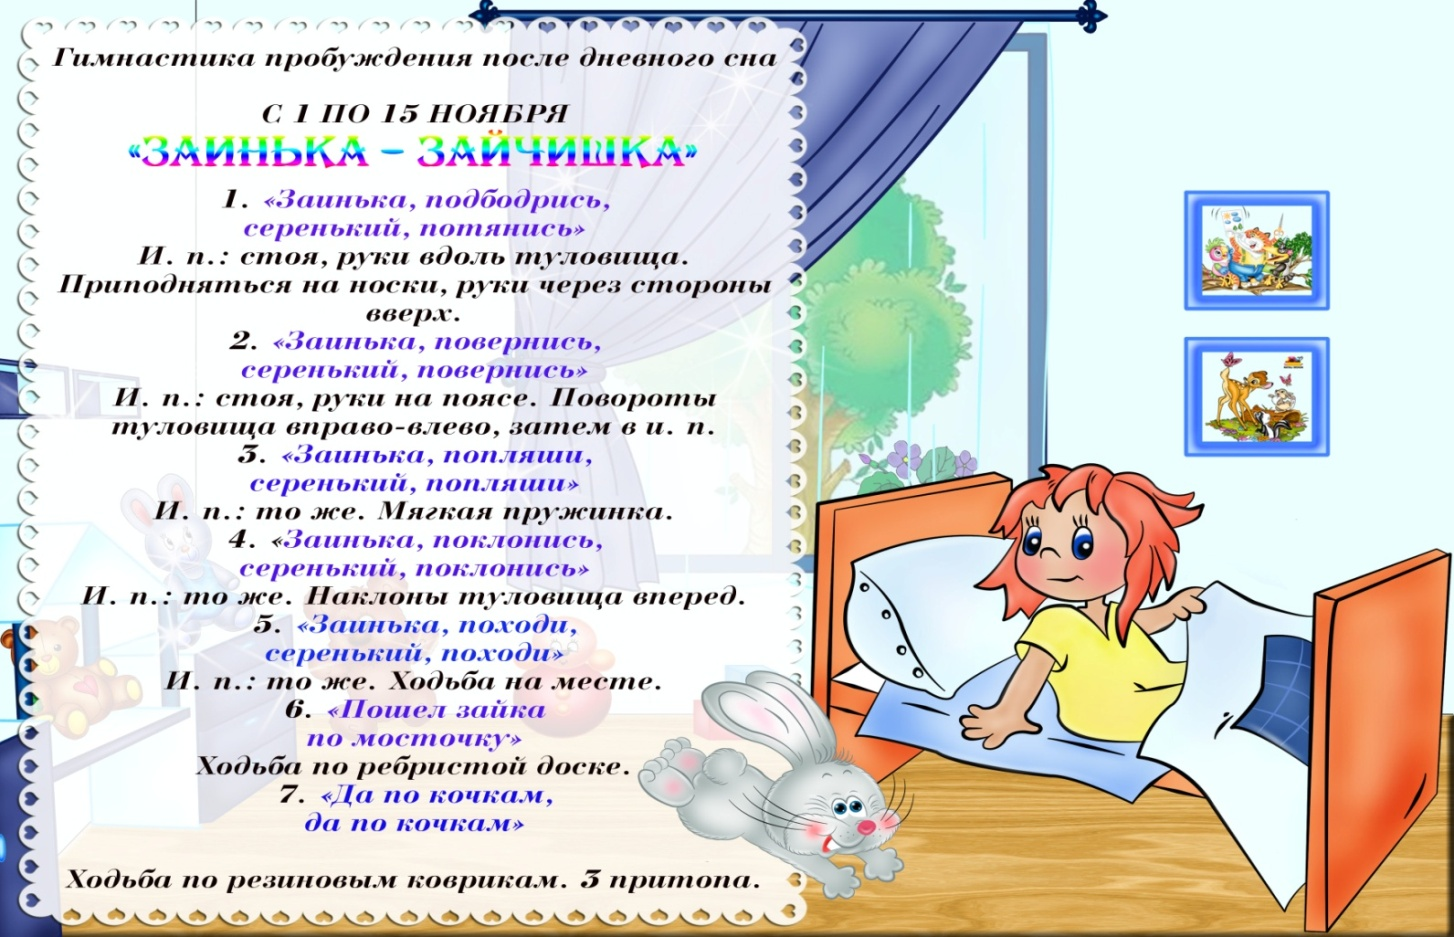 Гимнастика пробуждения после дневного сна
С 1 ПО 15 НОЯБРЯ
«ЗАИНЬКА – ЗАЙЧИШКА»
1. «Заинька, подбодрись,
серенький, потянись»
И. п.: стоя, руки вдоль туловища.
Приподняться на носки, руки через стороны
вверх.
2. «Заинька, повернись,
серенький, повернись»
И. п.: стоя, руки на поясе. Повороты
туловища вправо-влево, затем в и. п.
3. «Заинька, попляши,
серенький, попляши»
И. п.: то же. Мягкая пружинка.
4. «Заинька, поклонись,
серенький, поклонись»
И. п.: то же. Наклоны туловища вперед.
5. «Заинька, походи,
серенький, походи»
И. п.: то же. Ходьба на месте.
6. «Пошел зайка
по мосточку»
Ходьба по ребристой доске.
7. «Да по кочкам,
да по кочкам»
Ходьба по резиновым коврикам. 3 притопа.